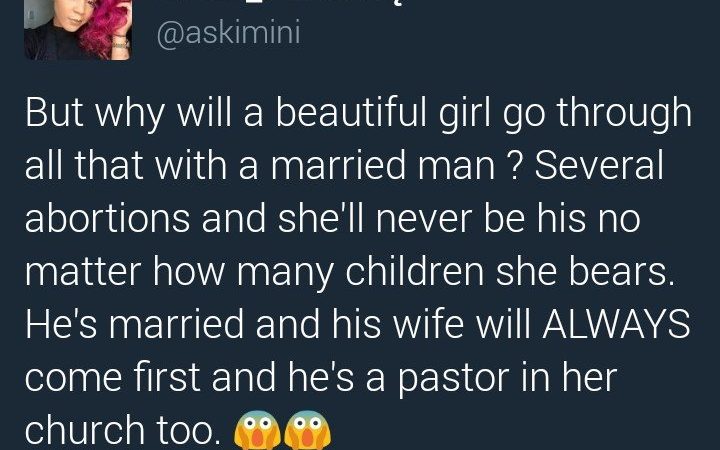 @askimini
But why will a beautiful girl go through
all that with a married man ? Several
abortions and she'll never be his no
matter how many children she bears.
He's married and his wife will ALWAYS
come first and he's a pastor in her
church too. 😱😱